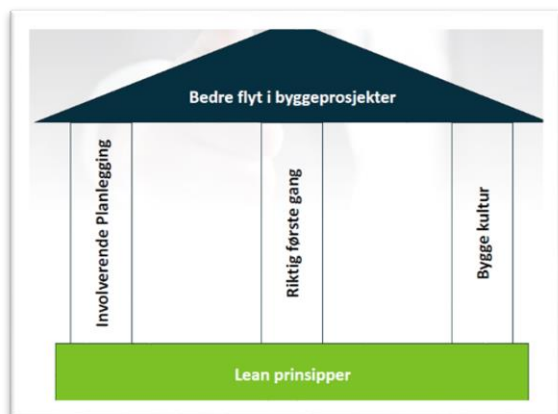 Bedre flyt i byggeprosjekter
Involverende Planlegging
Riktig første gang
Bygge kultur
Lean prinsipper